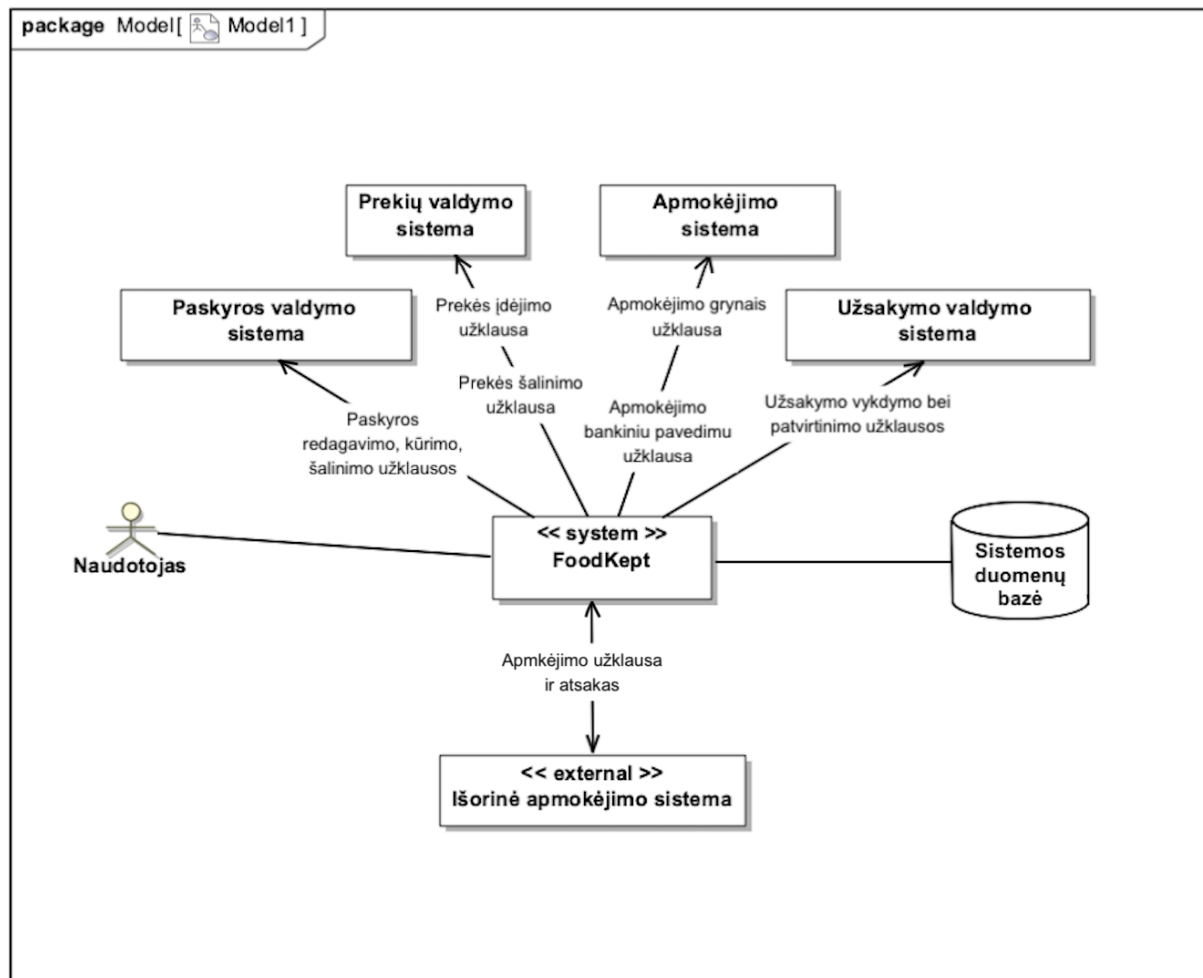 package Model[ Model1 ]
Prekių valdymo
sistema
Apmokėjimo
sistema
Paskyros valdymo
sistema
Prekės įdėjimo
užklausa
Apmokėjimo grynais
užklausa
Užsakymo valdymo
sistema
Prekės šalinimo
užklausa
Paskyros
redagavimo, kūrimo,
šalinimo užklausos
Apmokėjimo
bankiniu pavedimu
užklausa
Užsakymo vykdymo bei
patvirtinimo užklausos
Naudotojas
<< system >>
FoodKept
Sistemos
duomenų
bazė
Apmkėjimo užklausa
ir atsakas
<< external >>
Išorinė apmokėjimo sistema